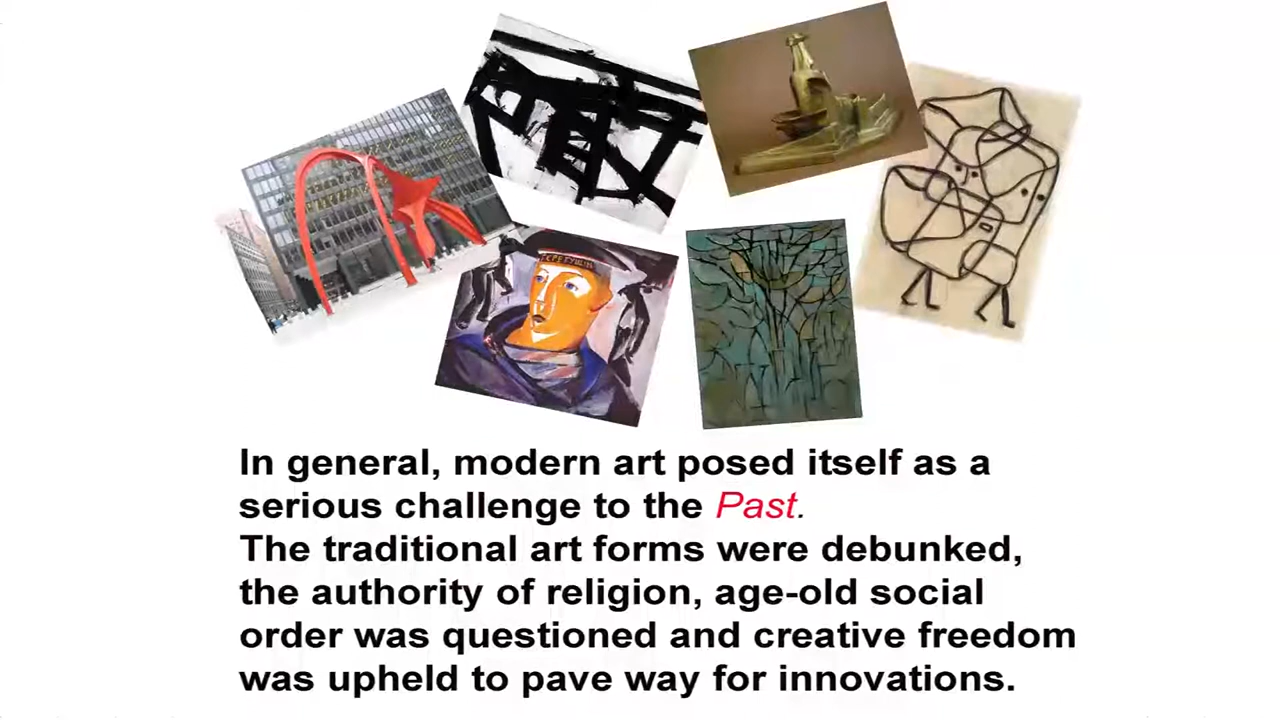 In general, modern art posed itself as a
serious challenge to the Past.
The traditional art forms were debunked,
the authority of religion, age-old social
order was questioned and creative freedom
was upheld to pave way for innovations.